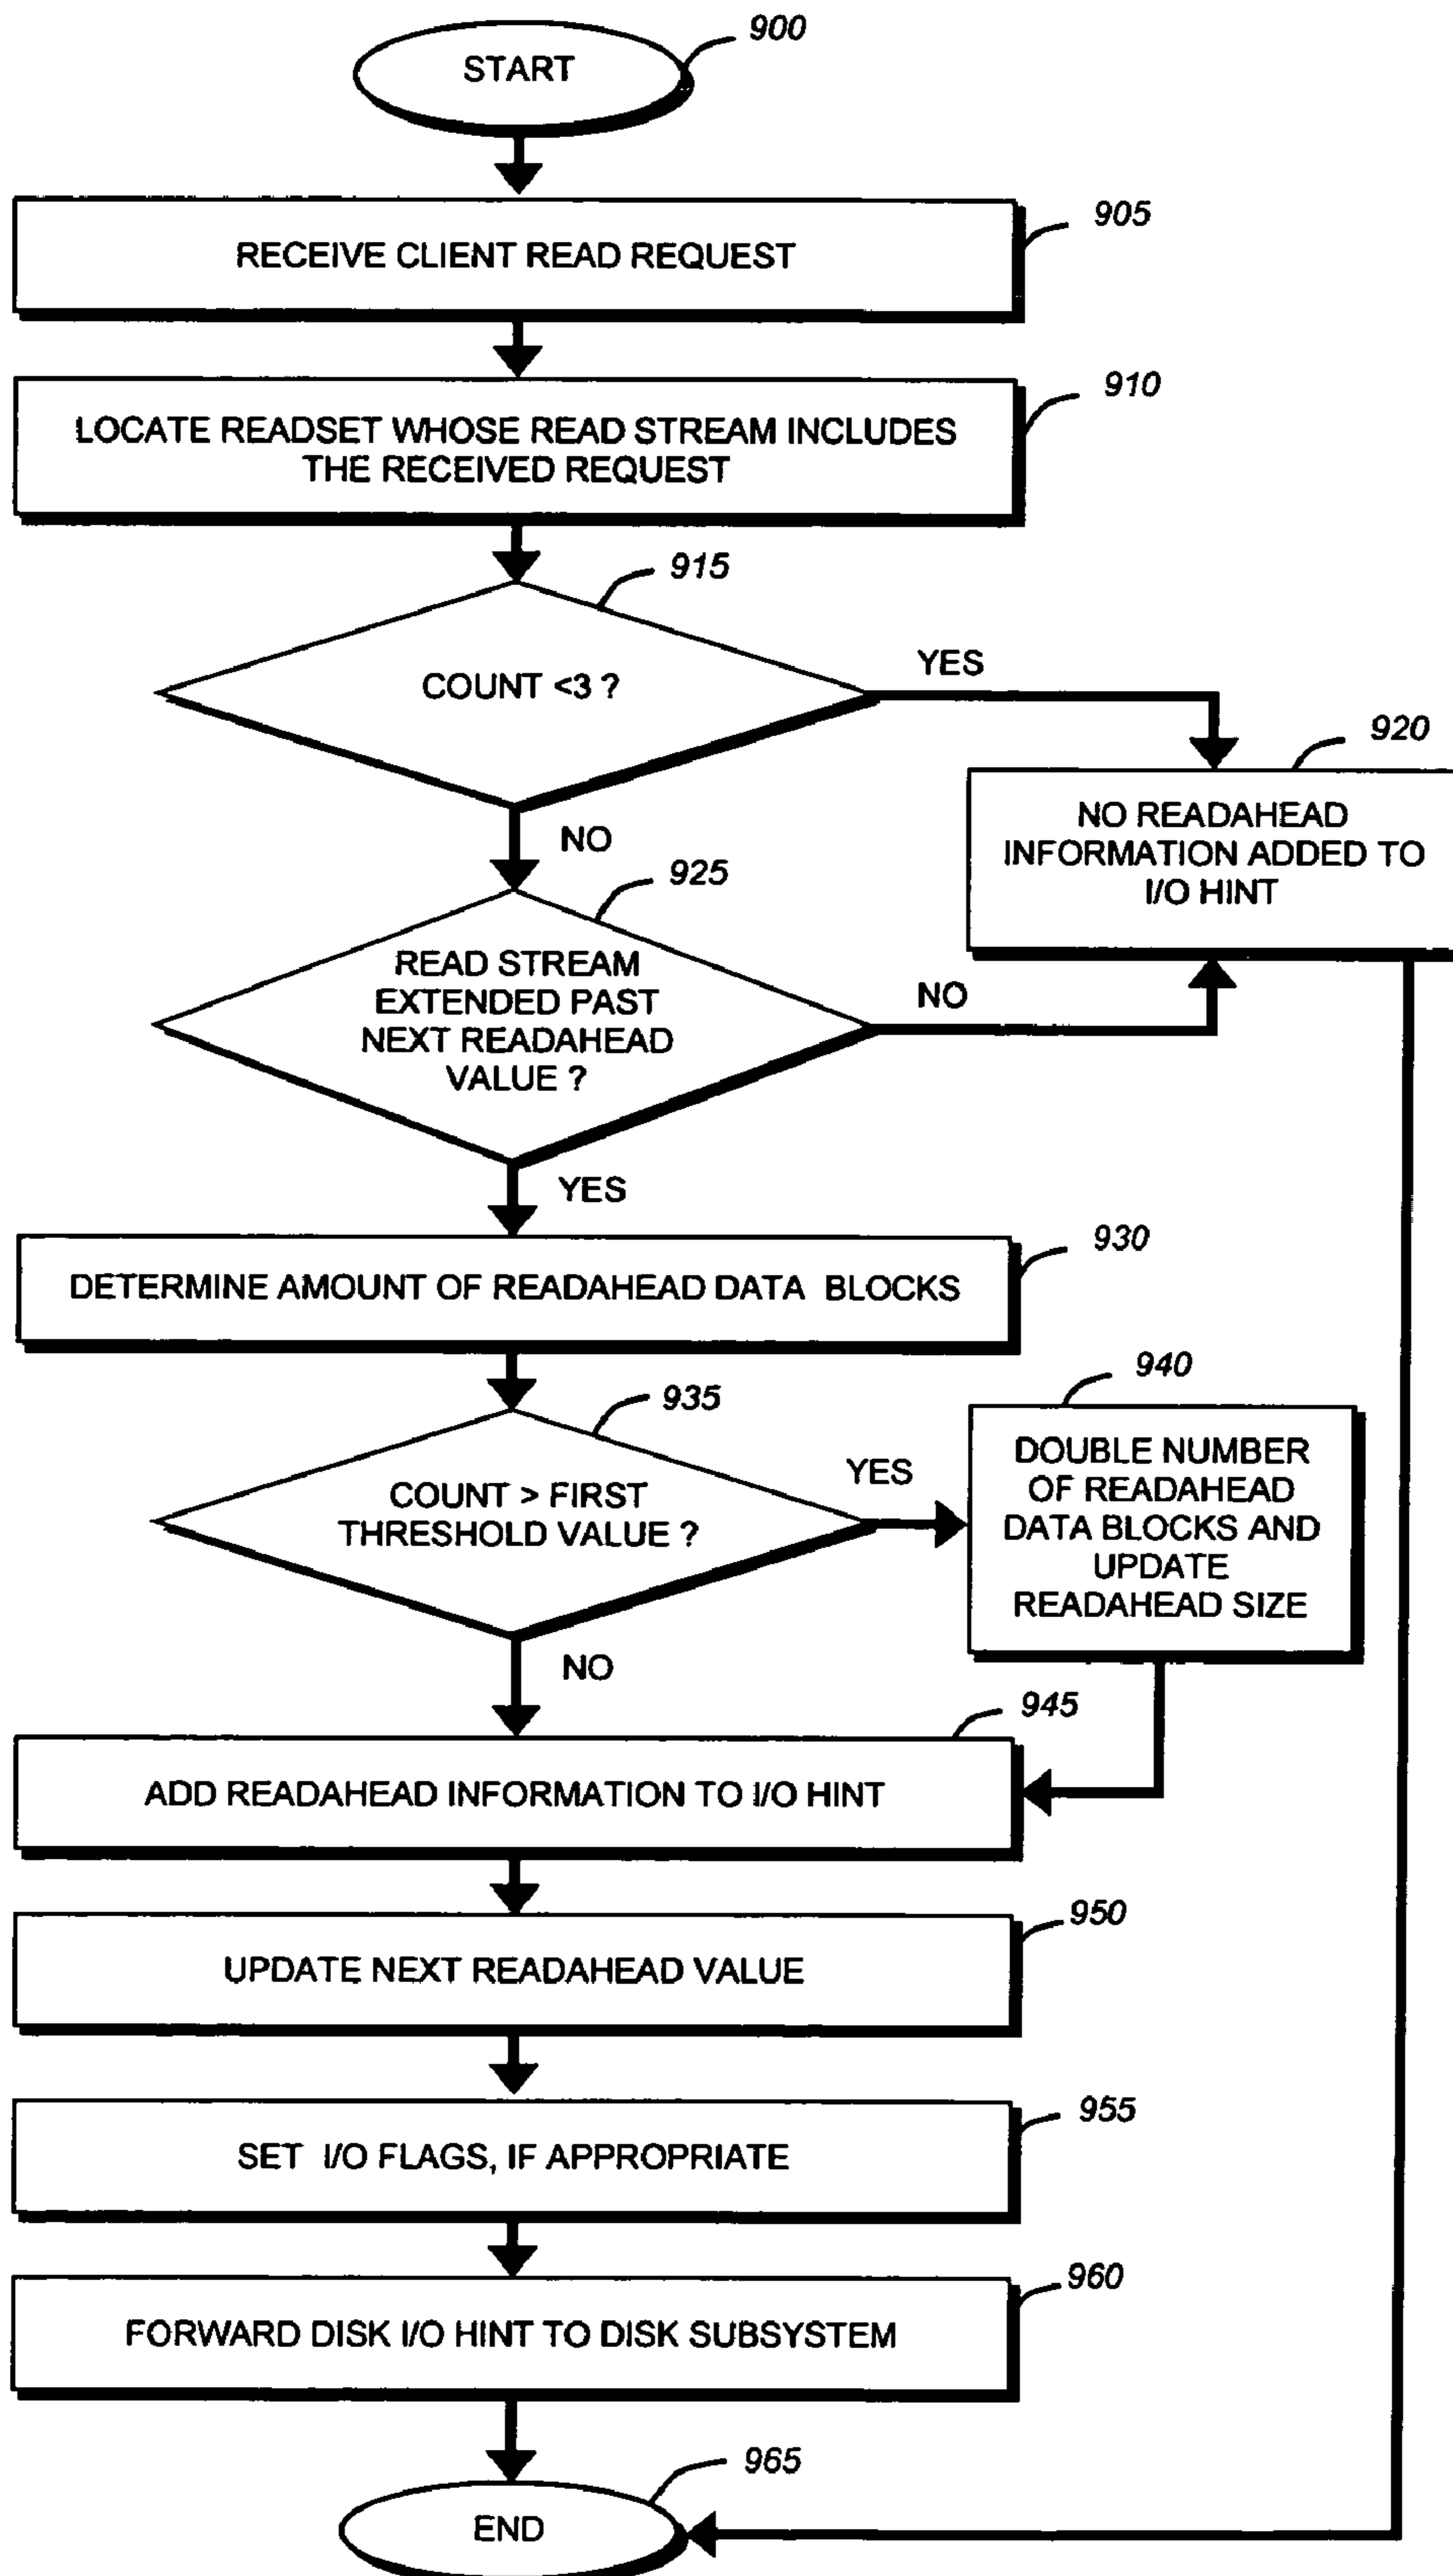 900
START
905
RECEIVE CLIENT READ REQUEST
910
LOCATE READSET WHOSE READ STREAM INCLUDES
THE RECEIVED REQUEST
915
COUNT <3 ?
YES
920
NO READAHEAD
INFORMATION ADDED TO
I/O HINT
NO
925
READ STREAM
EXTENDED PAST
NEXT READAHEAD
VALUE ?
NO
YES
930
DETERMINE AMOUNT OF READAHEAD DATA BLOCKS
935
COUNT > FIRST
THRESHOLD VALUE ?
YES
940
DOUBLE NUMBER
OF READAHEAD
DATA BLOCKS AND
UPDATE
READAHEAD SIZE
NO
945
ADD READAHEAD INFORMATION TO I/O HINT
950
UPDATE NEXT READAHEAD VALUE
955
SET I/O FLAGS, IF APPROPRIATE
960
FORWARD DISK I/O HINT TO DISK SUBSYSTEM
965
END